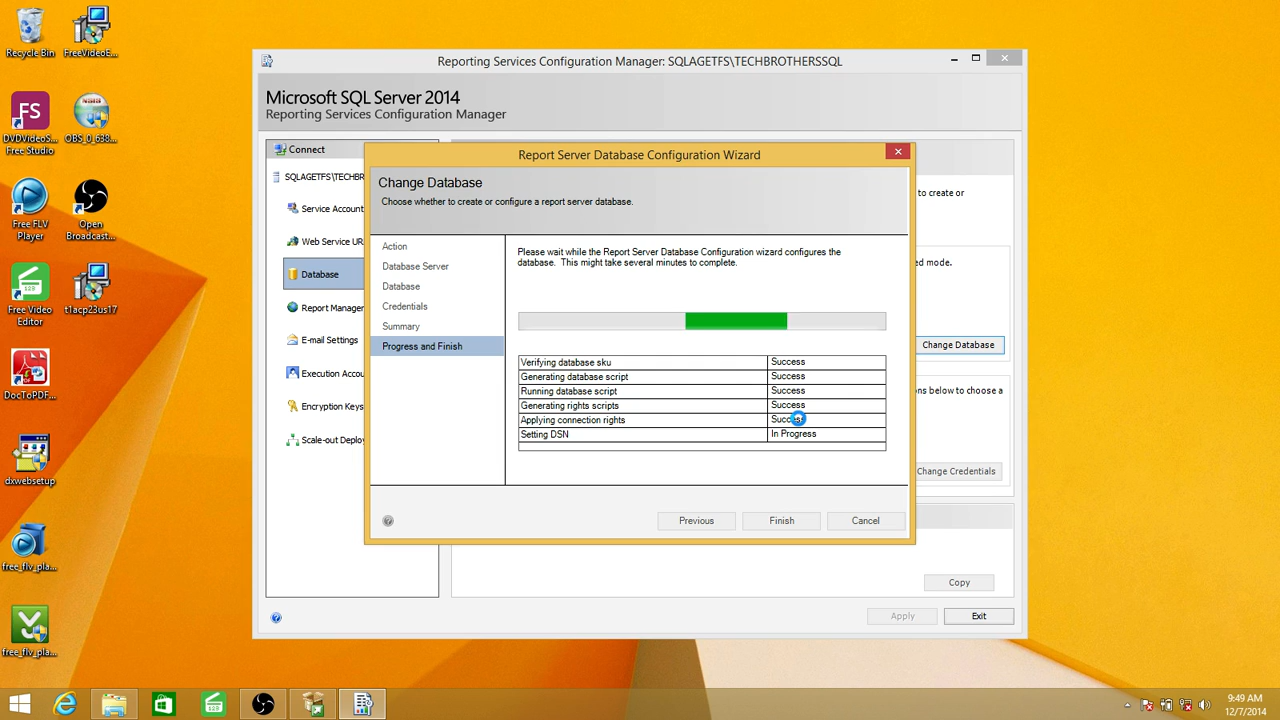 Recycle Bin
FreeVideoE...
DVDVideoS...
Free Studio
OBS_0_638...
Free FLV
Player
Open
Broadcast...
Free Video
Editor
t1acp23us17
DocToPDF...
dxwebsetup
free_flv_pla...
free_flv_pla...
Reporting Services Configuration Manager: SQLAGETFS\TECHBROTHERSSQL
Microsoft SQL Server 2014
Reporting Services Configuration Manager
Connect
SQLAGETFS\TECHBR
Service Account
Web Service UR
Database
Report Manager
E-mail Settings
Execution Accou
Encryption Keys
Scale-out Deplo
to create or
ed mode.
Change Database
ons below to choose a
Change Credentials
Copy
Apply
Exit
Report Server Database Configuration Wizard
Change Database
Choose whether to create or configure a report server database.
Action
Database Server
Database
Credentials
Summary
Progress and Finish
Please wait while the Report Server Database Configuration wizard configures the
database. This might take several minutes to complete.
Verifying database sku Success
Generating database script Success
Running database script Success
Generating rights scripts Success
Applying connection rights Success
Setting DSN In Progress
Previous
Finish
Cancel
9:49 AM
12/7/2014